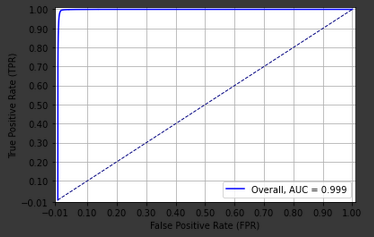 True Positive Rate (TPR)
1.00
0.90
0.80
0.70
0.60
0.50
0.40
0.30
0.20
0.10
−0.01
Overall, AUC = 0.999
−0.01 0.10 0.20 0.30 0.40 0.50 0.60 0.70 0.80 0.90 1.00
False Positive Rate (FPR)